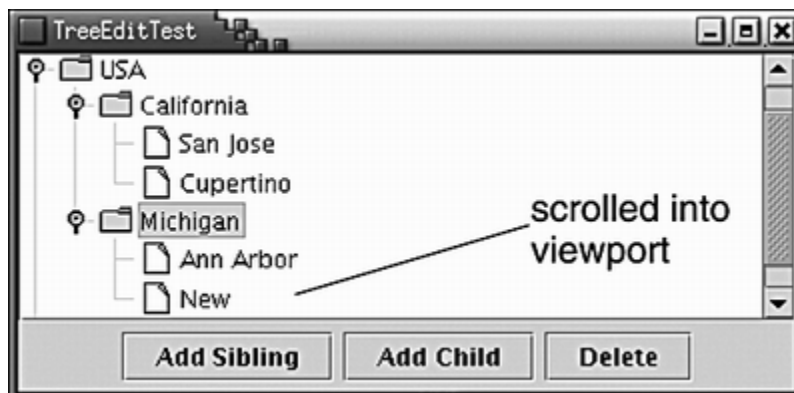 TreeEditTest
USA
California
San Jose
Cupertino
Michigan
Ann Arbor
New
scrolled into
viewport
Add Sibling Add Child Delete